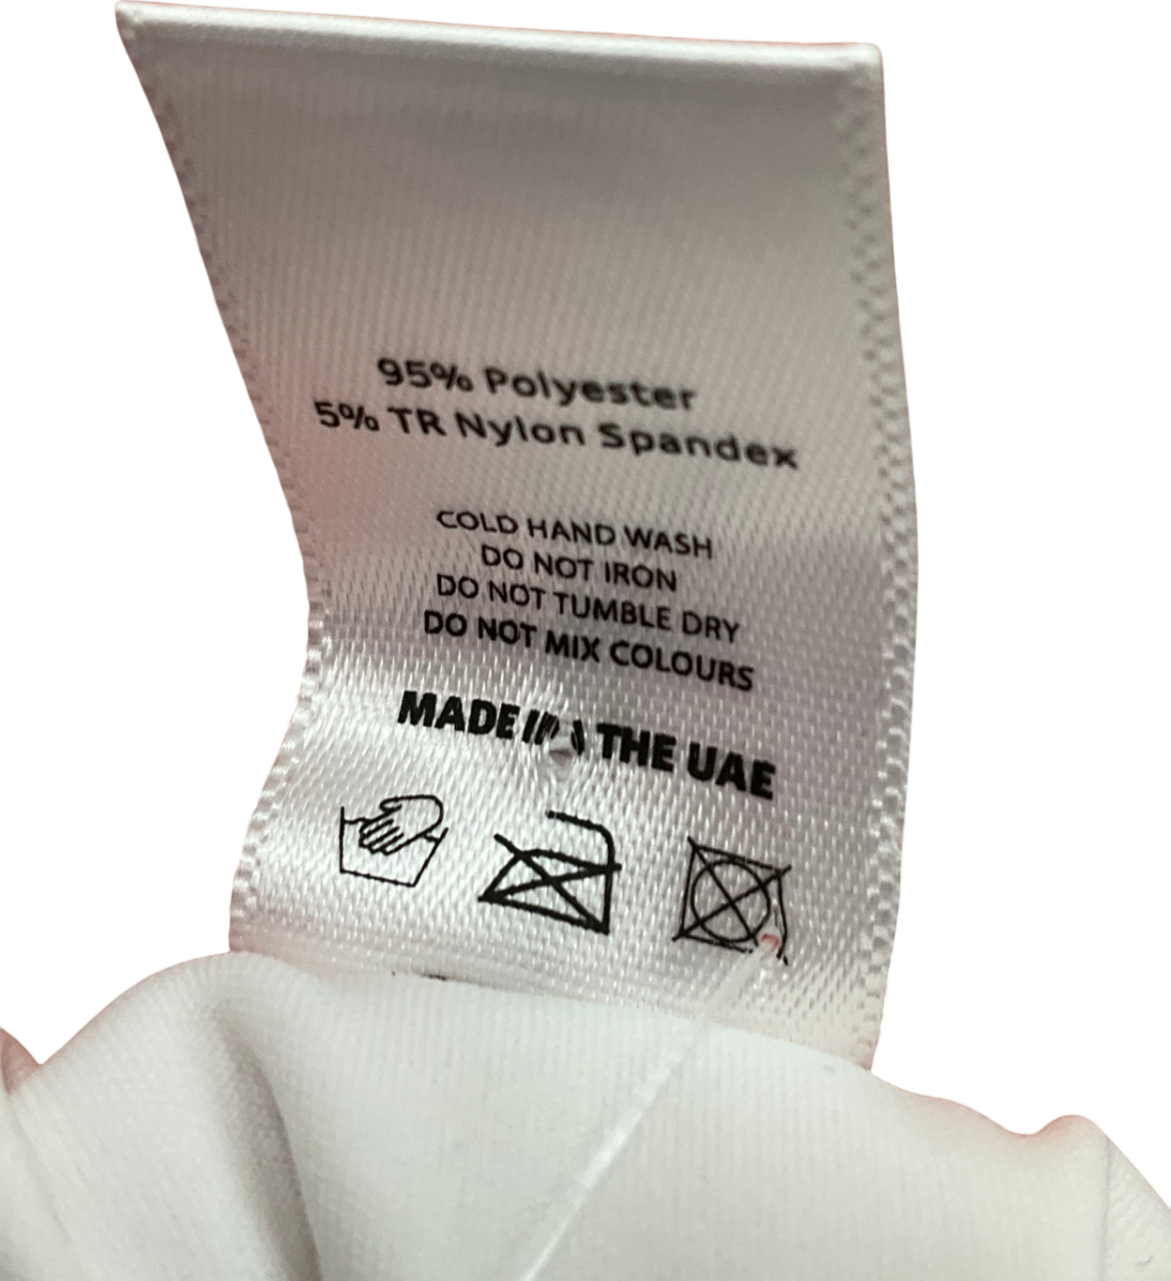 95% Polyester
5% TR Nylon Spandex
COLD HAND WASH
DO NOT IRON
DO NOT TUMBLE DRY
DO NOT MIX COLOURS
MADE IN THE UAE